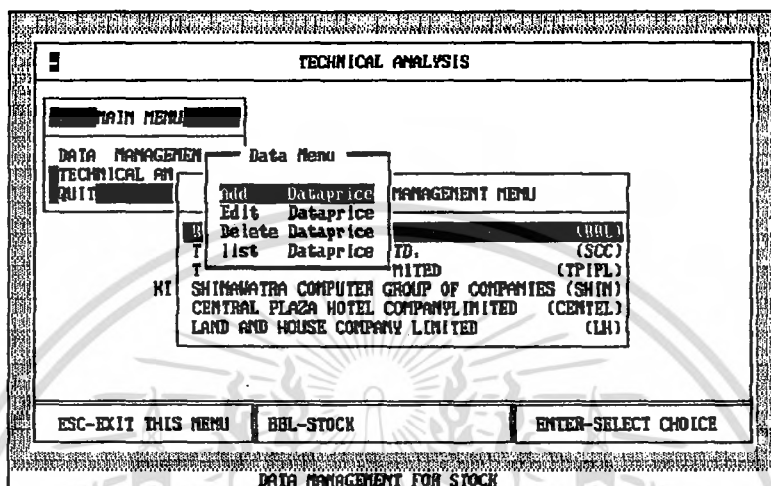 TECHNICAL ANALYSIS
MAIN MENU
DATA MANAGEMEN
TECHNICAL AN
QUIT
Data Menu
Add Dataprice
Edit Dataprice
Delete Dataprice
list Dataprice
MANAGEMENT MENU
T TD. (SCC)
T MITED (TPIPL)
SHINAWATRA COMPUTER GROUP OF COMPANIES (SHIN)
CENTRAL PLAZA HOTEL COMPANYLIMITED (CENTEL)
LAND AND HOUSE COMPANY LIMITED (LH)
KI
ESC-EXIT THIS MENU
BBL-STOCK
ENTER-SELECT CHOICE
DATA MANAGEMENT FOR STOCK